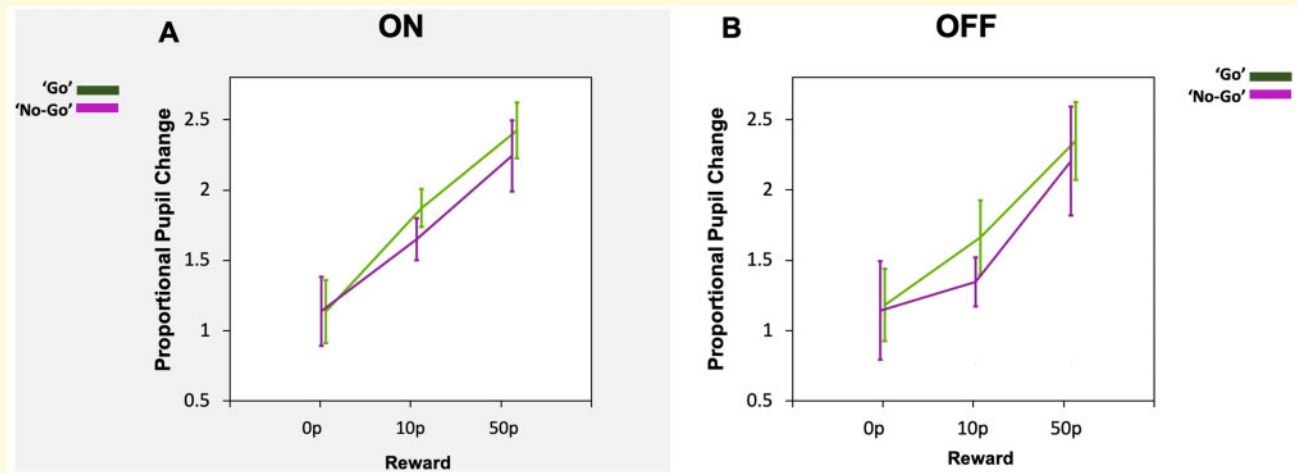 A
ON
'Go'
'No-Go'
Proportional Pupil Change
2.5
2
1.5
1
0.5
0p 10p 50p
Reward
B
OFF
'Go'
'No-Go'
Proportional Pupil Change
2.5
2
1.5
1
0.5
0p 10p 50p
Reward